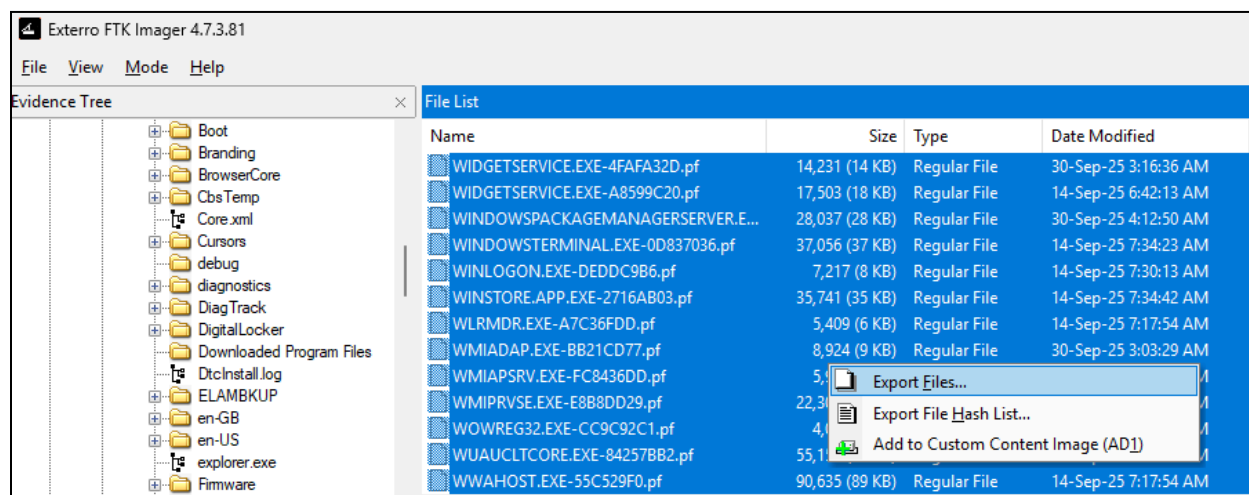 Exterro FTK Imager 4.7.3.81
File View Mode Help
Evidence Tree
Boot
Branding
BrowserCore
CbsTemp
Core.xml
Cursors
debug
diagnostics
DiagTrack
DigitalLocker
Downloaded Program Files
DtcInstall.log
ELAMBKUP
en-GB
en-US
explorer.exe
Firmware
File List
Name Size Type Date Modified
WIDGETSERVICE.EXE-4FAFA32D.pf 14,231 (14 KB) Regular File 30-Sep-25 3:16:36 AM
WIDGETSERVICE.EXE-A8599C20.pf 17,503 (18 KB) Regular File 14-Sep-25 6:42:13 AM
WINDOWSPACKAGEMANAGERSERVER.E... 28,037 (28 KB) Regular File 30-Sep-25 4:12:50 AM
WINDOWSTERMINAL.EXE-0D837036.pf 37,056 (37 KB) Regular File 14-Sep-25 7:34:23 AM
WINLOGON.EXE-DEDDC9B6.pf 7,217 (8 KB) Regular File 14-Sep-25 7:30:13 AM
WINSTORE.APP.EXE-2716AB03.pf 35,741 (35 KB) Regular File 14-Sep-25 7:34:42 AM
WLRMDR.EXE-A7C36FDD.pf 5,409 (6 KB) Regular File 14-Sep-25 7:17:54 AM
WMIADAP.EXE-BB21CD77.pf 8,924 (9 KB) Regular File 30-Sep-25 3:03:29 AM
WMIAPSRV.EXE-FC8436DD.pf
WMIPRVSE.EXE-E8B8DD29.pf
WOWREG32.EXE-CC9C92C1.pf
WUAUCLTCORE.EXE-84257BB2.pf
WWAHOST.EXE-55C529F0.pf 90,635 (89 KB) Regular File 14-Sep-25 7:17:54 AM
Export Files...
Export File Hash List...
Add to Custom Content Image (AD1)